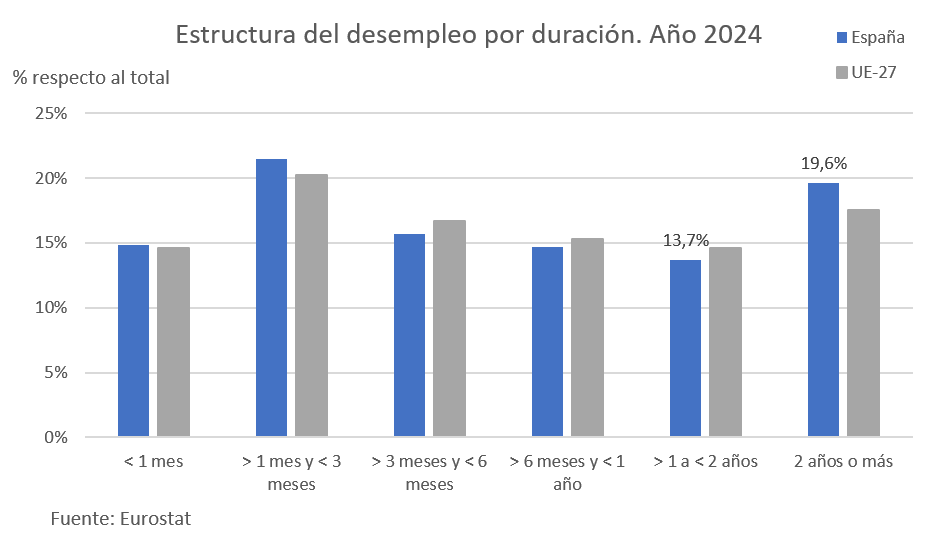 Estructura del desempleo por duración. Año 2024
España
UE-27
% respecto al total
25%
20%
15%
10%
5%
0%
13,7%
19,6%
< 1 mes
> 1 mes y < 3
meses
> 3 meses y < 6
meses
> 6 meses y < 1
año
> 1 a < 2 años
2 años o más
Fuente: Eurostat